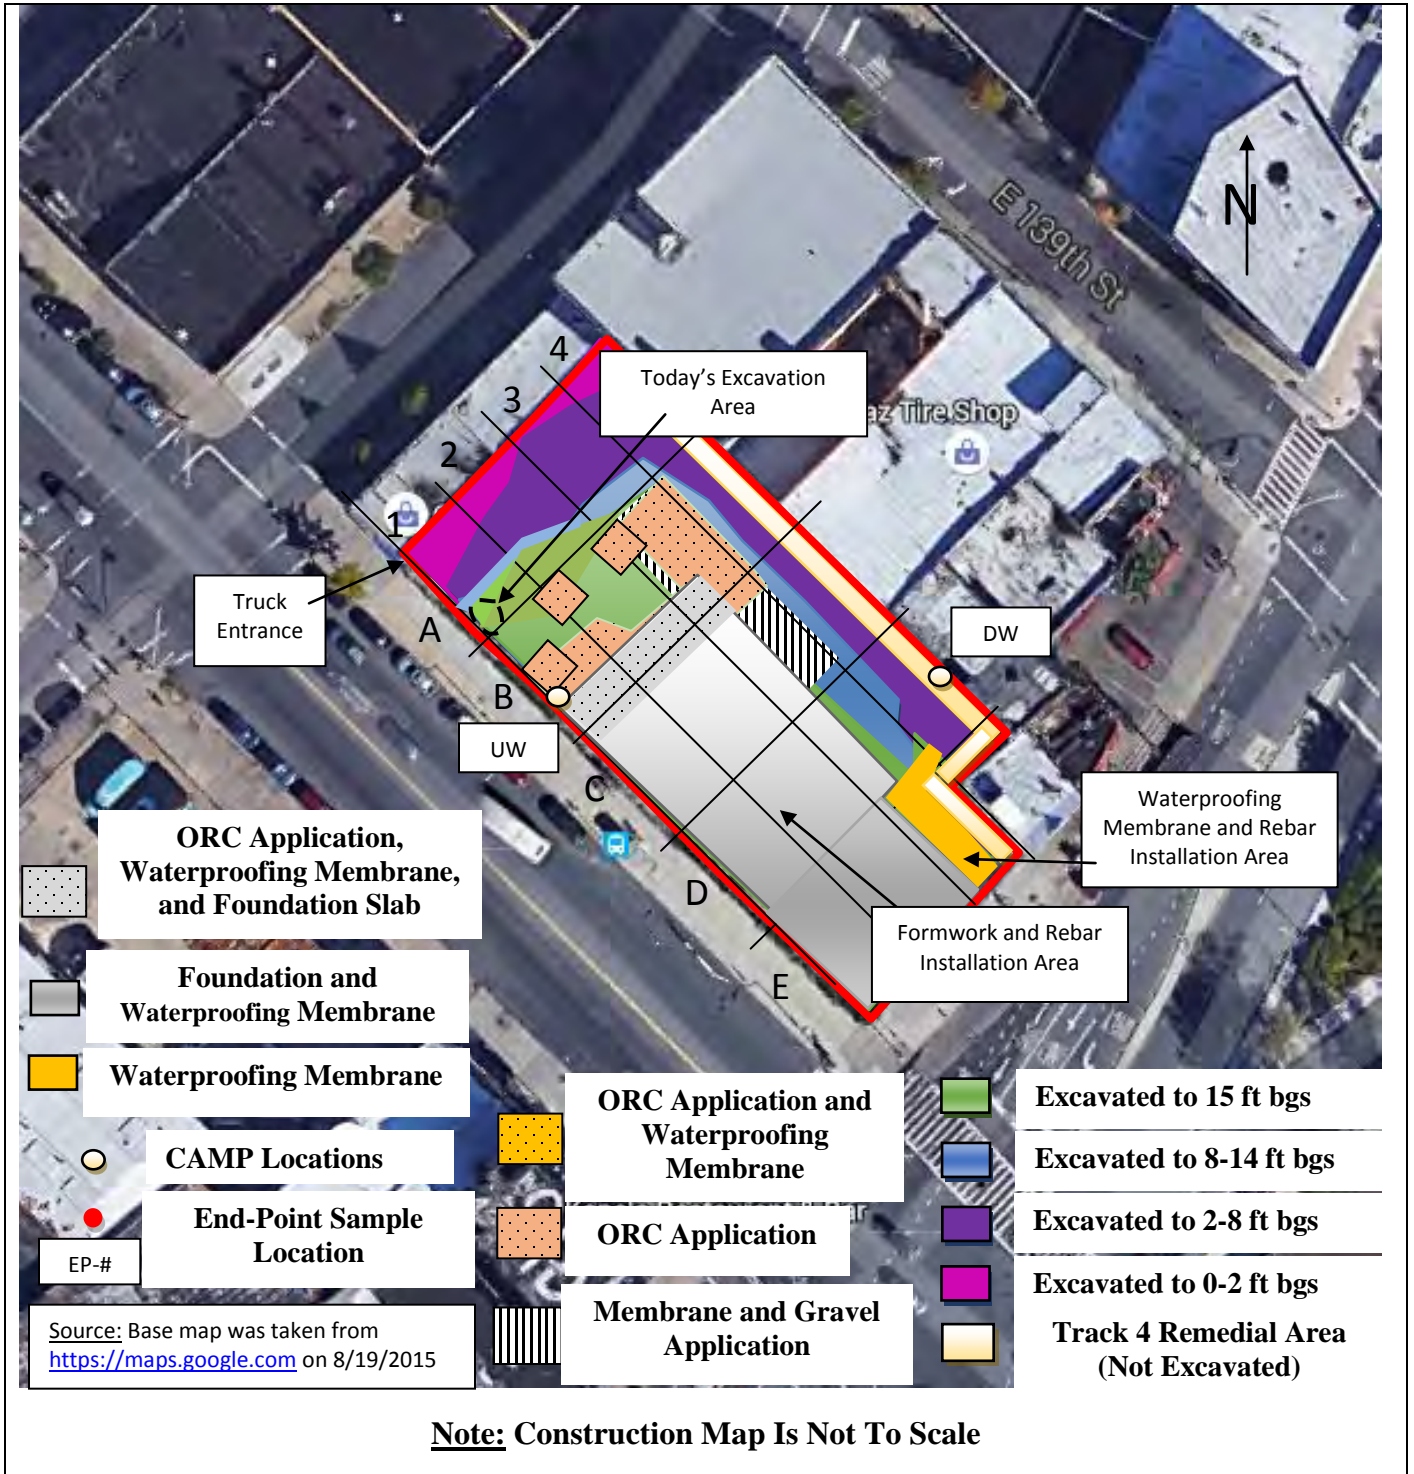 E 139th St
N
4
Today's Excavation
Area
3
az Tire Shop
2
1
Truck
Entrance
A
DW
B
UW
C
Waterproofing
Membrane and Rebar
Installation Area
D
Formwork and Rebar
Installation Area
E
ORC Application,
Waterproofing Membrane,
and Foundation Slab
Foundation and
Waterproofing Membrane
Waterproofing Membrane
CAMP Locations
End-Point Sample
Location
EP-#
Source: Base map was taken from
https://maps.google.com on 8/19/2015
ORC Application and
Waterproofing
Membrane
ORC Application
Membrane and Gravel
Application
Excavated to 15 ft bgs
Excavated to 8-14 ft bgs
Excavated to 2-8 ft bgs
Excavated to 0-2 ft bgs
Track 4 Remedial Area
(Not Excavated)
Note: Construction Map Is Not To Scale